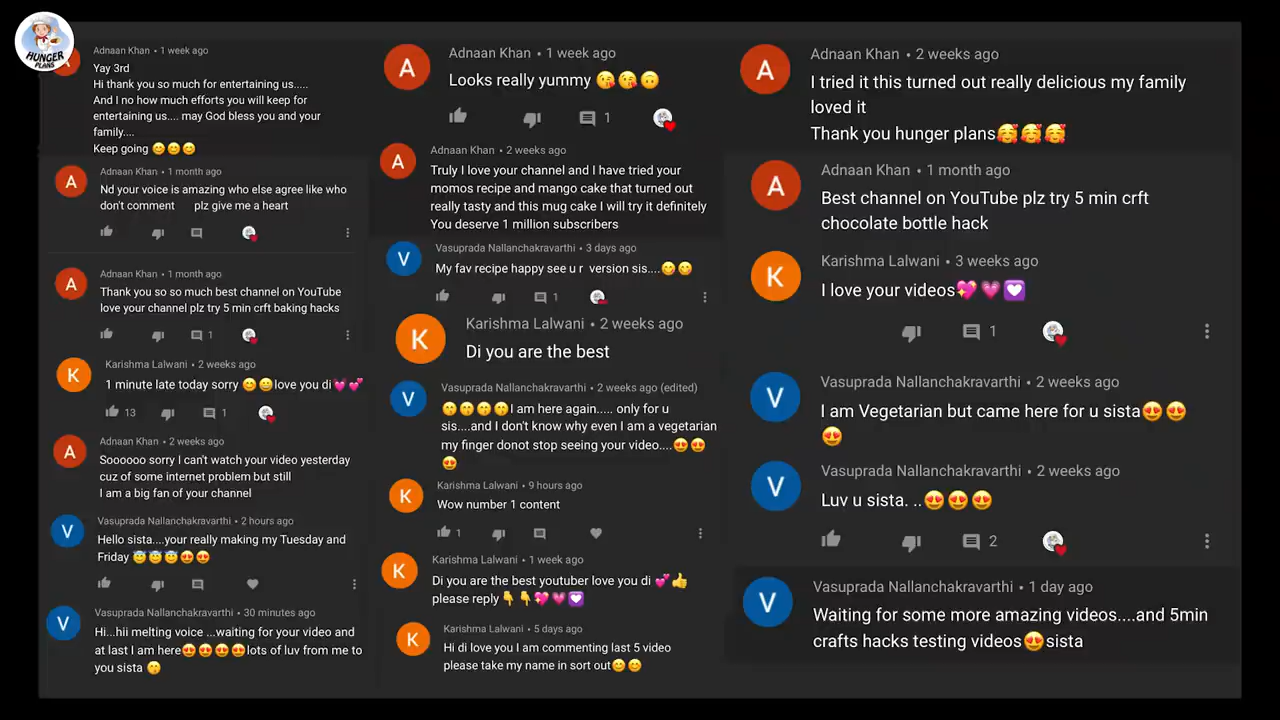 HUNGER
PLANS
Adnaan Khan • 1 week ago
Yay 3rd
Hi thank you so much for entertaining us.....
And I no how much efforts you will keep for
entertaining us.... may God bless you and your
family....
Keep going 😊😊😊
Adnaan Khan • 1 month ago
Nd your voice is amazing who else agree like who
don't comment plz give me a heart
Adnaan Khan • 1 month ago
Thank you so so much best channel on YouTube
love your channel plz try 5 min crft baking hacks
1
Karishma Lalwani • 2 weeks ago
1 minute late today sorry 😊😊love you di💕💕
13 1
Adnaan Khan • 2 weeks ago
Soooooo sorry I can't watch your video yesterday
cuz of some internet problem but still
I am a big fan of your channel
Vasuprada Nallanchakravarthi • 2 hours ago
Hello sista....your really making my Tuesday and
Friday 😇😇😇😍😍
Vasuprada Nallanchakravarthi • 30 minutes ago
Hi...hii melting voice ...waiting for your video and
at last I am here😍😍😍😍lots of luv from me to
you sista 😙
Adnaan Khan • 1 week ago
Looks really yummy 😘😘🙃
1
Adnaan Khan • 2 weeks ago
Truly I love your channel and I have tried your
momos recipe and mango cake that turned out
really tasty and this mug cake I will try it definitely
You deserve 1 million subscribers
Vasuprada Nallanchakravarthi • 3 days ago
My fav recipe happy see u r version sis....😋😋
1
Karishma Lalwani • 2 weeks ago
Di you are the best
Vasuprada Nallanchakravarthi • 2 weeks ago (edited)
😙😙😙😙I am here again..... only for u
sis....and I don't know why even I am a vegetarian
my finger donot stop seeing your video....😍😍
😍
Karishma Lalwani • 9 hours ago
Wow number 1 content
1
Karishma Lalwani • 1 week ago
Di you are the best youtuber love you di 💕👍
please reply 👇👇💖💗💟
Karishma Lalwani • 5 days ago
Hi di love you I am commenting last 5 video
please take my name in sort out😊😊
Adnaan Khan • 2 weeks ago
I tried it this turned out really delicious my family
loved it
Thank you hunger plans🥰🥰🥰
Adnaan Khan • 1 month ago
Best channel on YouTube plz try 5 min crft
chocolate bottle hack
Karishma Lalwani • 3 weeks ago
I love your videos💖💗💟
1
Vasuprada Nallanchakravarthi • 2 weeks ago
I am Vegetarian but came here for u sista😍😍
😍
Vasuprada Nallanchakravarthi • 2 weeks ago
Luv u sista. ..😍😍😍
2
Vasuprada Nallanchakravarthi • 1 day ago
Waiting for some more amazing videos....and 5min
crafts hacks testing videos😍sista